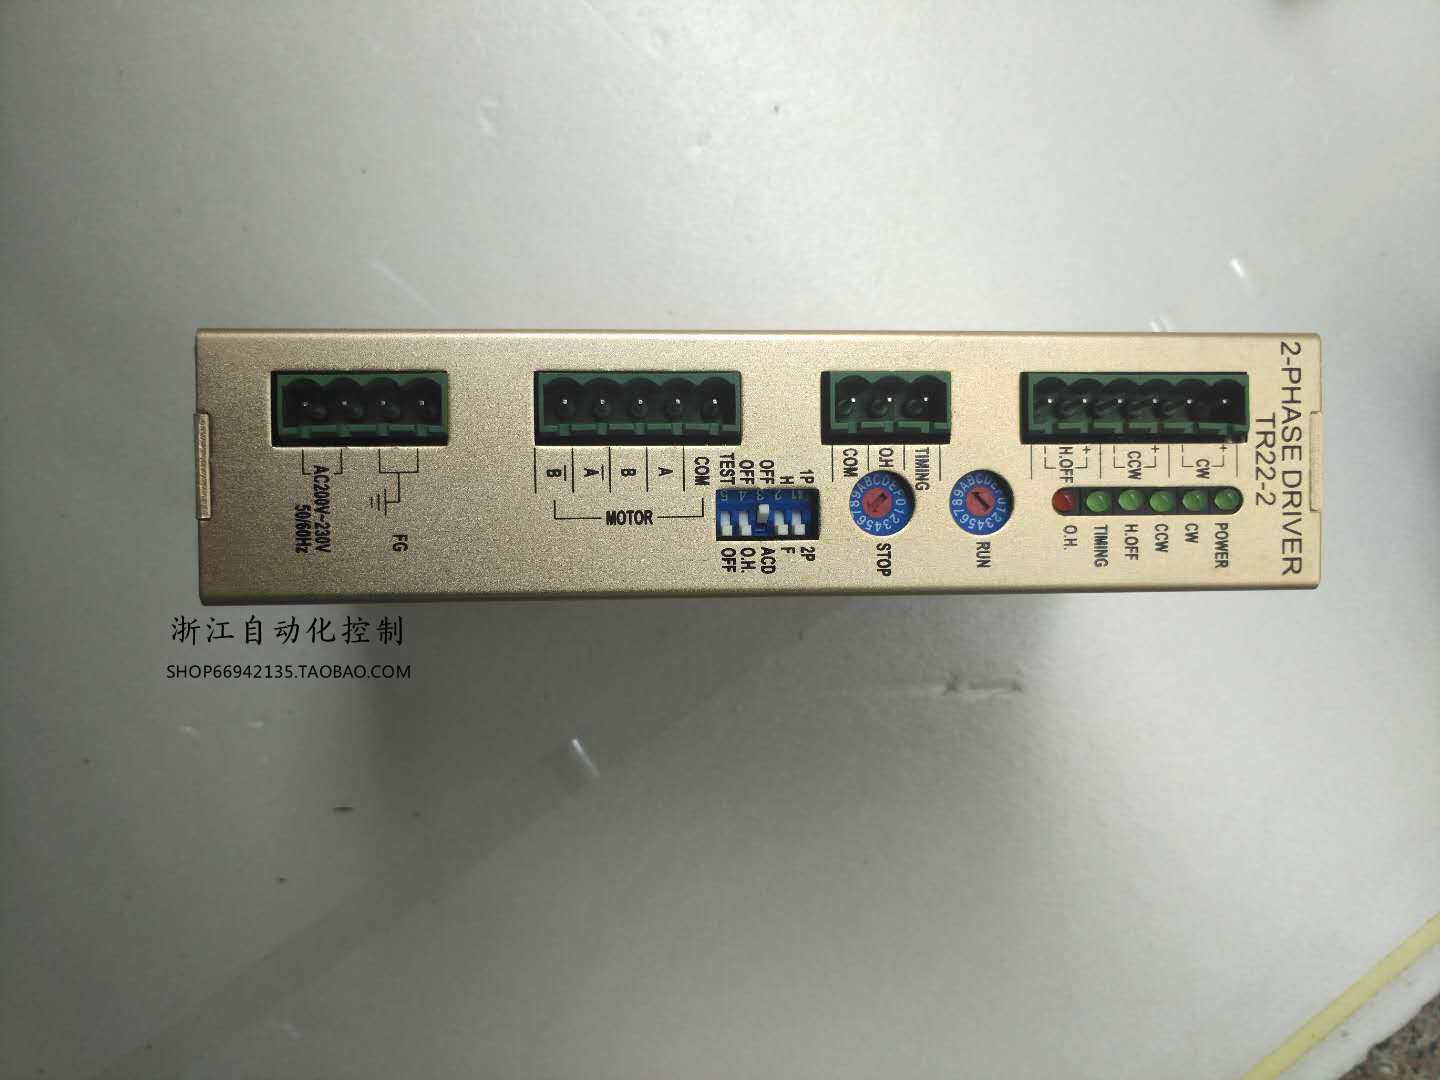 2-PHASE DRIVER
TR22-2
POWER
CW
CCW
H.OFF
TIMING
O.H.
+
CW
-
+
CCW
-
+
H.OFF
-
RUN
STOP
TIMING
O.H
COM
1P 2P
H F
OFF ACD
OFF O.H.
TEST OFF
COM
A
B
A̅
B̅
MOTOR
FG
AC200V~230V
50/60Hz
浙江自动化控制
SHOP66942135.TAOBAO.COM